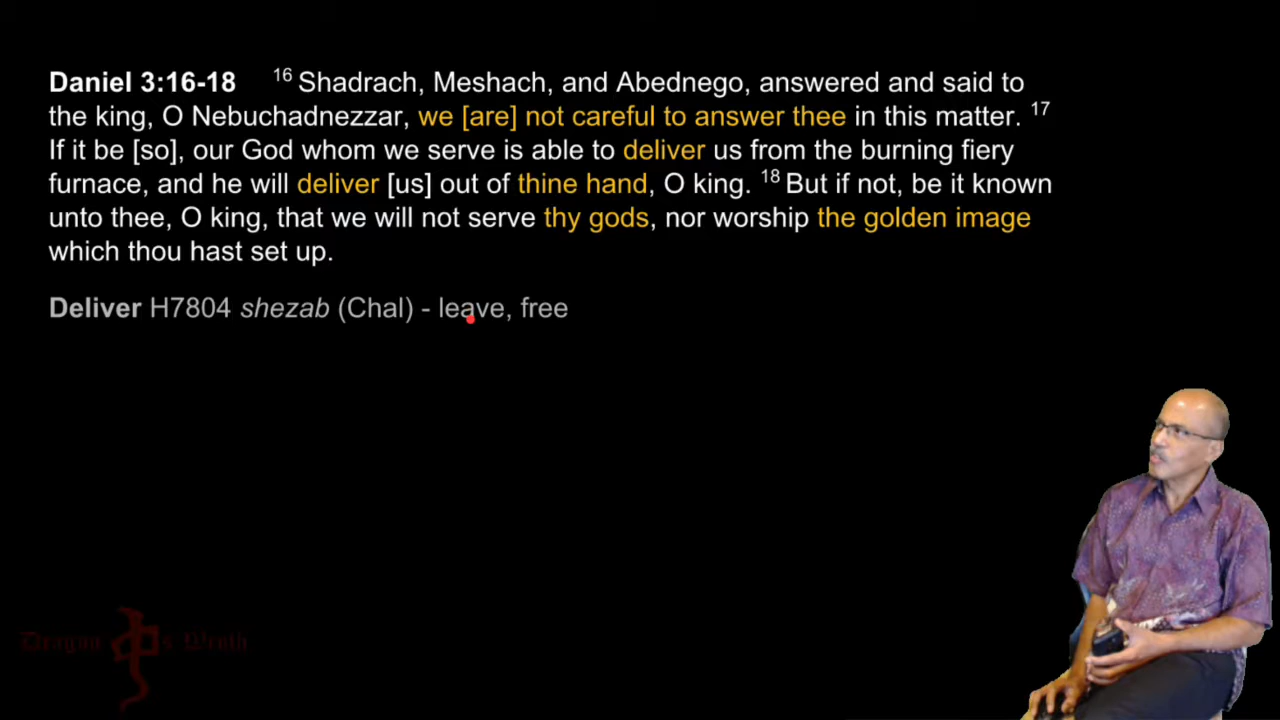 Daniel 3:16-18 16 Shadrach, Meshach, and Abednego, answered and said to
the king, O Nebuchadnezzar, we [are] not careful to answer thee in this matter. 17
If it be [so], our God whom we serve is able to deliver us from the burning fiery
furnace, and he will deliver [us] out of thine hand, O king. 18 But if not, be it known
unto thee, O king, that we will not serve thy gods, nor worship the golden image
which thou hast set up.
Deliver H7804 shezab (Chal) - leave, free
Dragon s Wrath